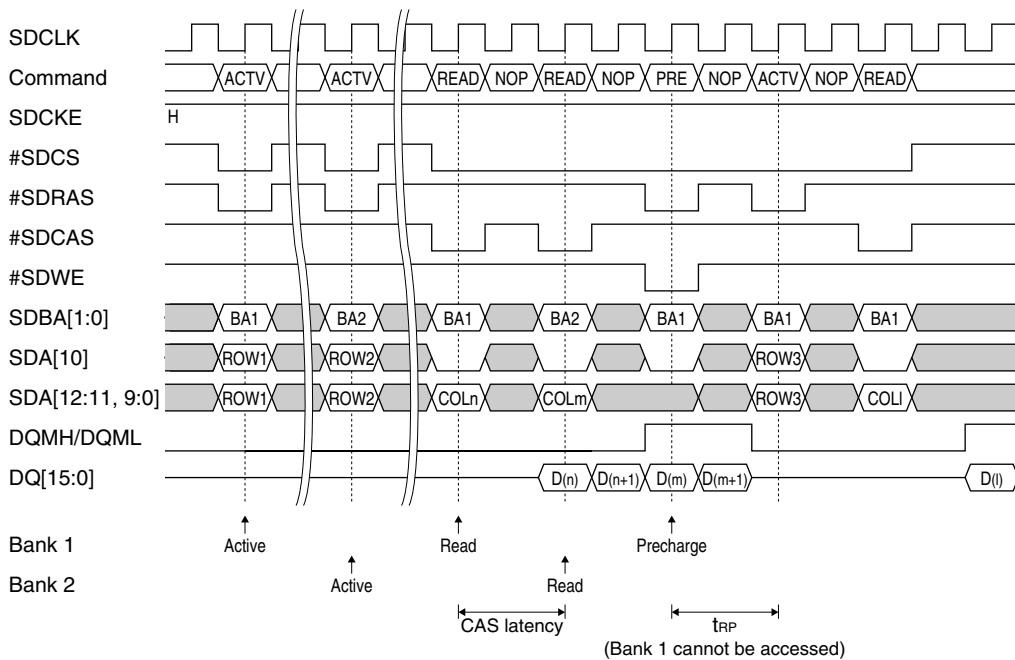 SDCLK
Command ACTV ACTV READ NOP READ NOP PRE NOP ACTV NOP READ
SDCKE H
#SDCS
#SDRAS
#SDCAS
#SDWE
SDBA[1:0] BA1 BA2 BA1 BA2 BA1 BA1 BA1
SDA[10] ROW1 ROW2 ROW3
SDA[12:11, 9:0] ROW1 ROW2 COLn COLm ROW3 COLl
DQMH/DQML
DQ[15:0] D(n) D(n+1) D(m) D(m+1) D(l)
Bank 1 Active Read Precharge
Bank 2 Active Read
CAS latency tRP
(Bank 1 cannot be accessed)